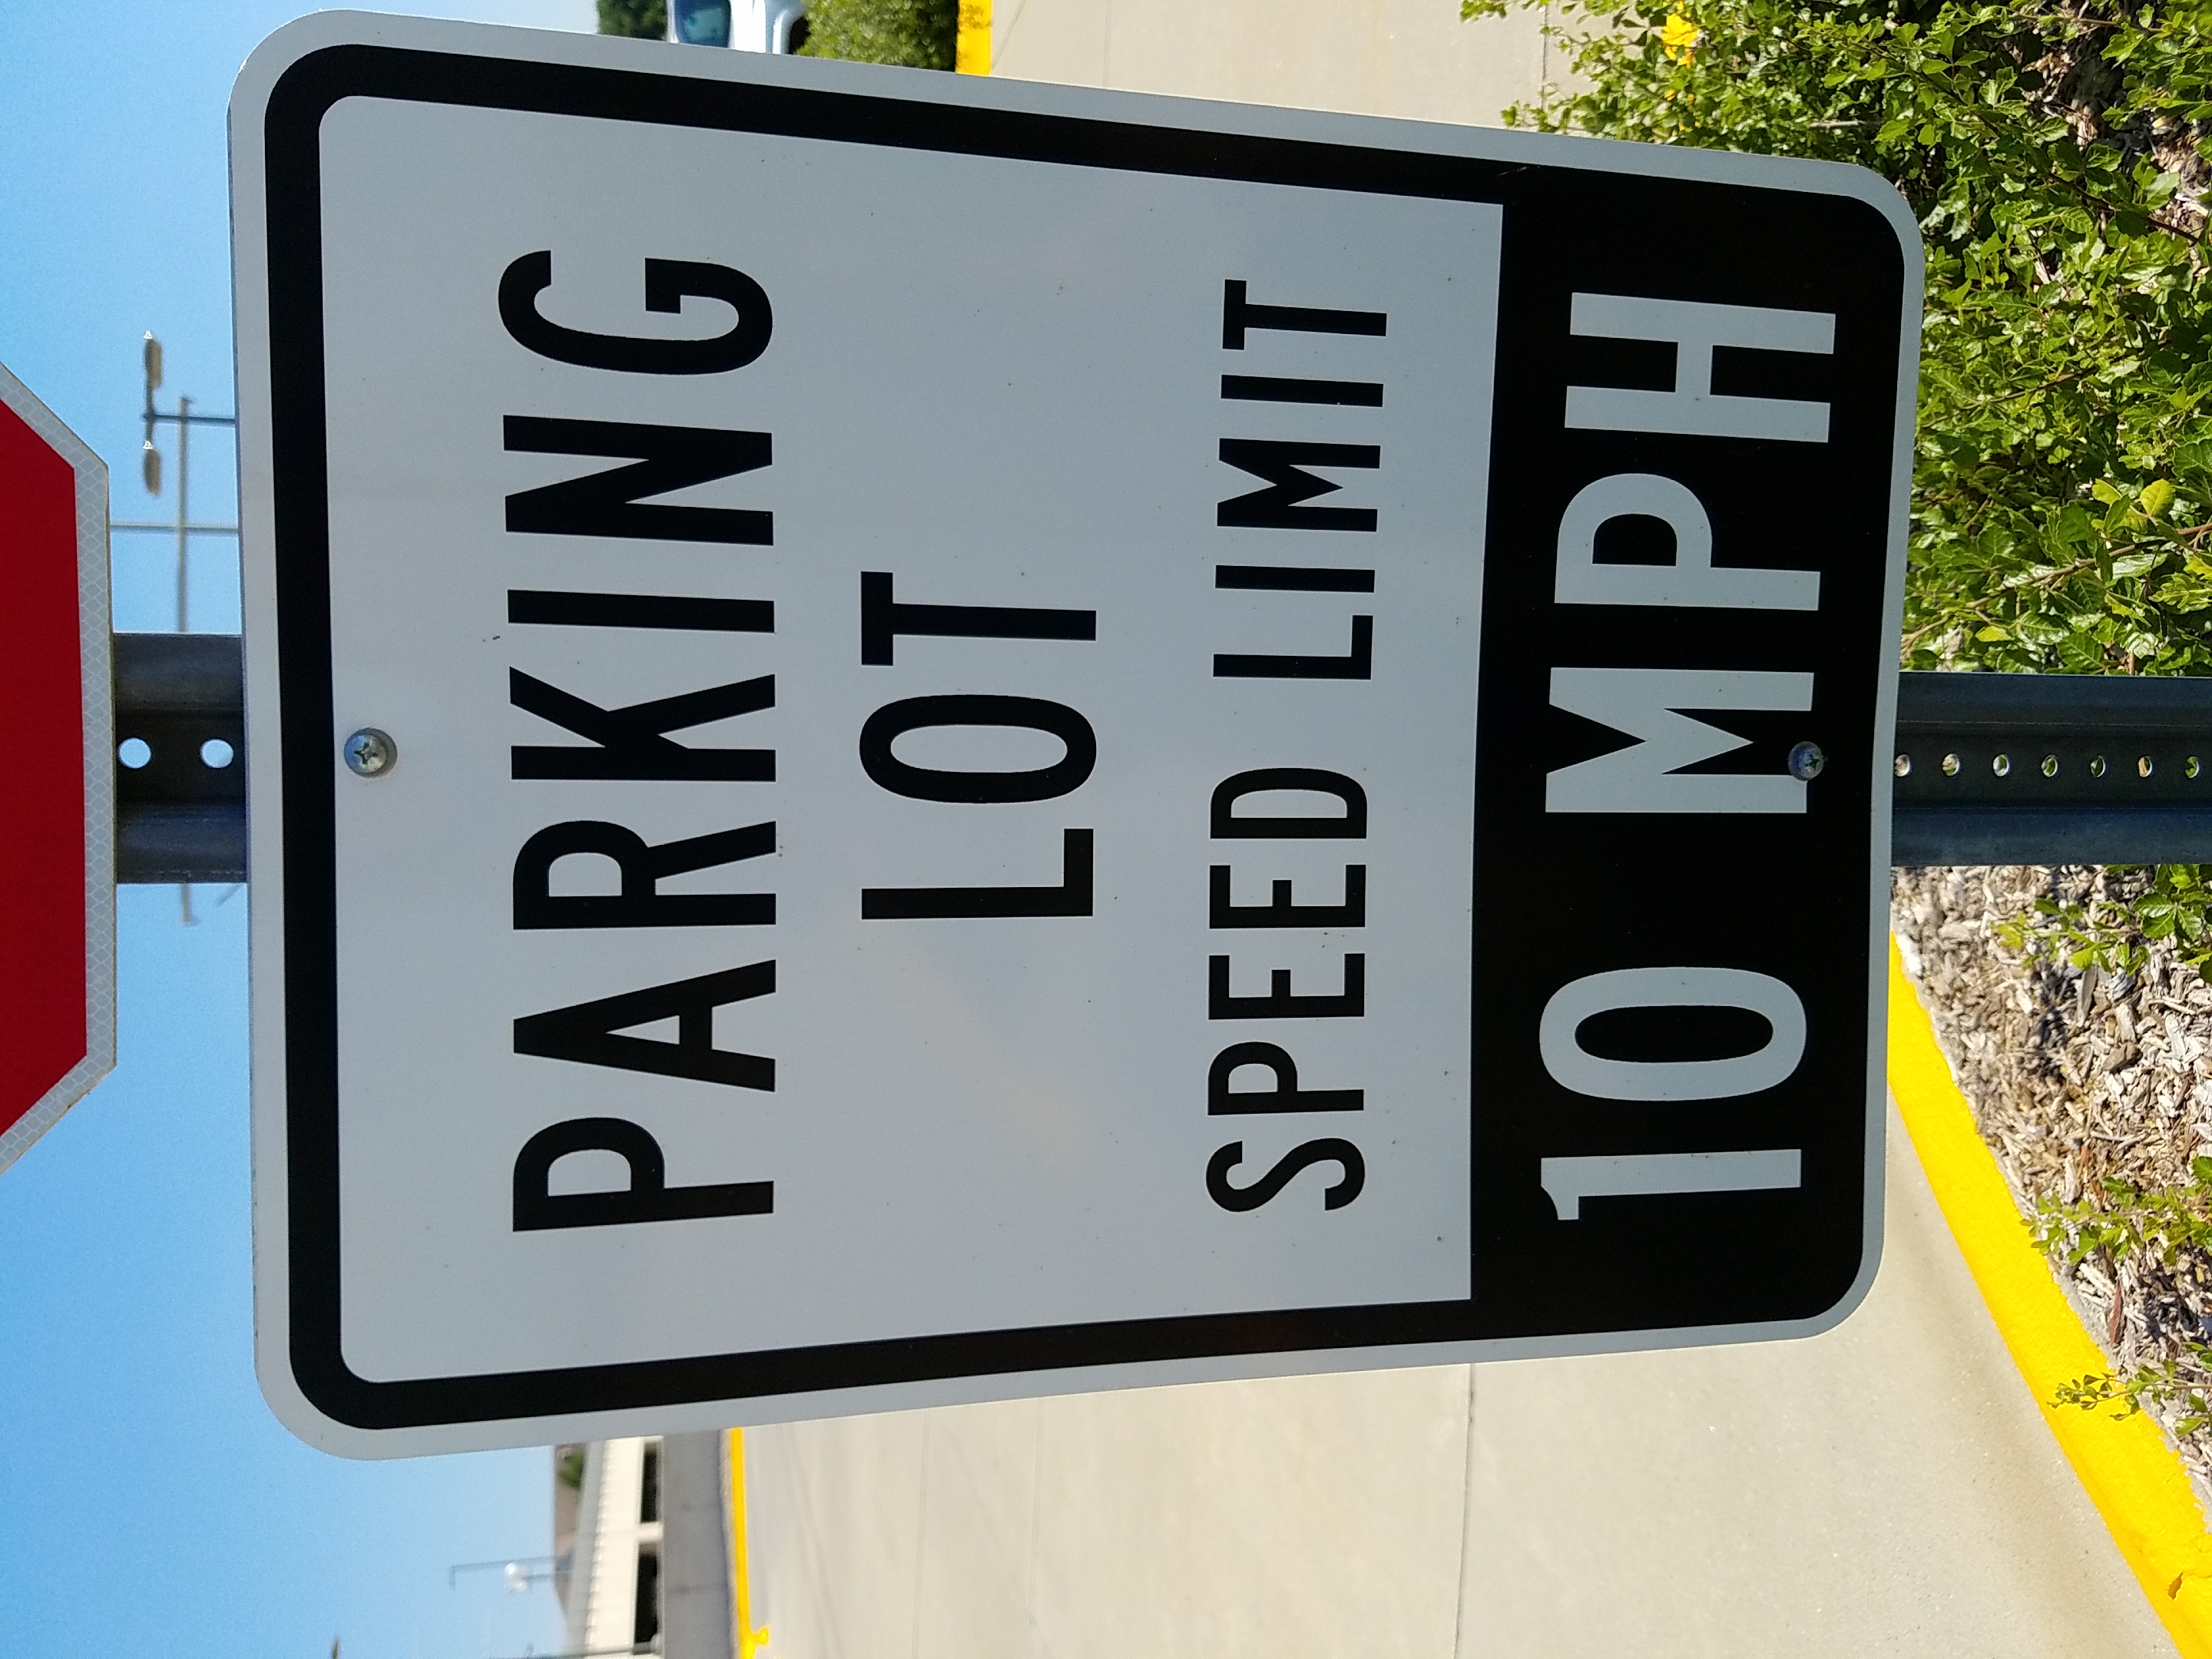 PARKING
LOT
SPEED LIMIT
10 MPH